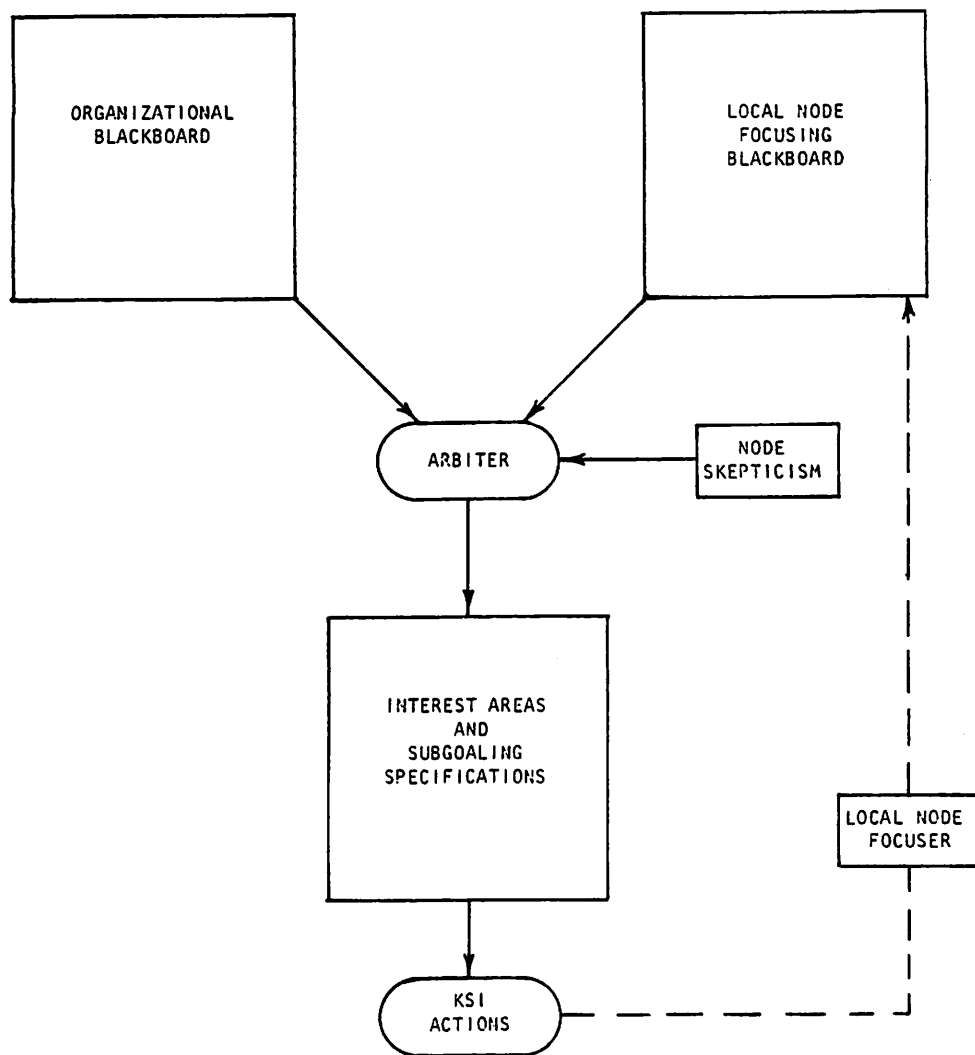 ORGANIZATIONAL
BLACKBOARD
LOCAL NODE
FOCUSING
BLACKBOARD
ARBITER
NODE
SKEPTICISM
INTEREST AREAS
AND
SUBGOALING
SPECIFICATIONS
LOCAL NODE
FOCUSER
KSI
ACTIONS